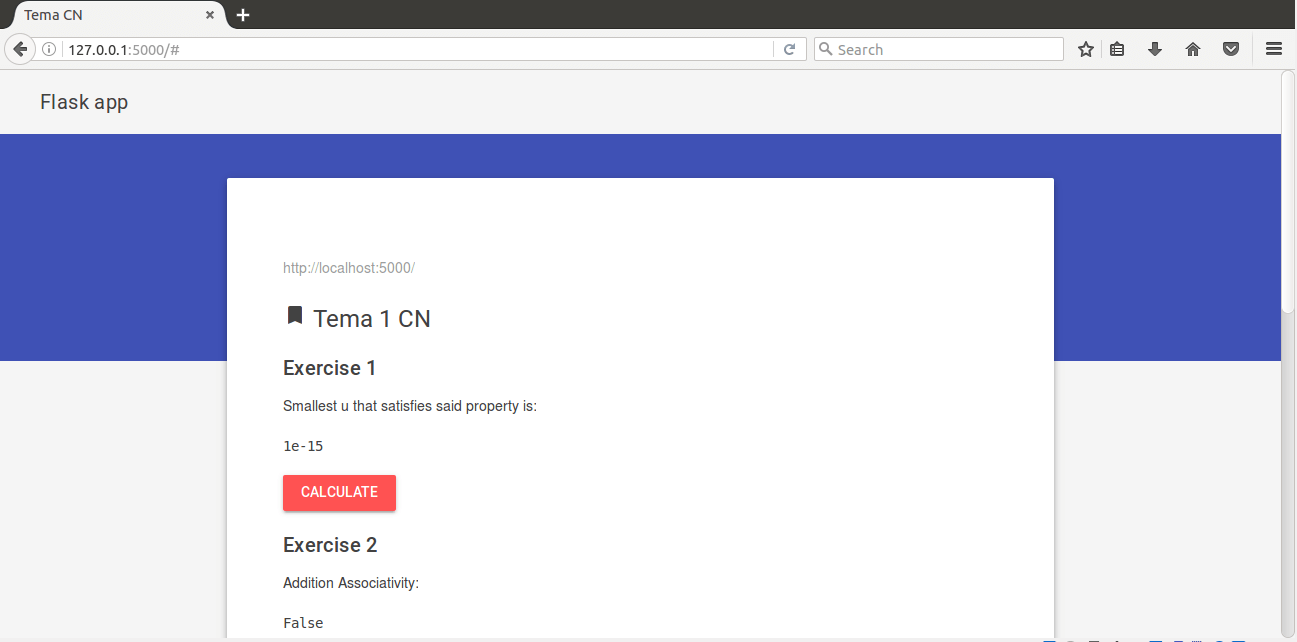 Tema CN
127.0.0.1:5000/#
Search
Flask app
http://localhost:5000/
Tema 1 CN
Exercise 1
Smallest u that satisfies said property is:
1e-15
CALCULATE
Exercise 2
Addition Associativity:
False